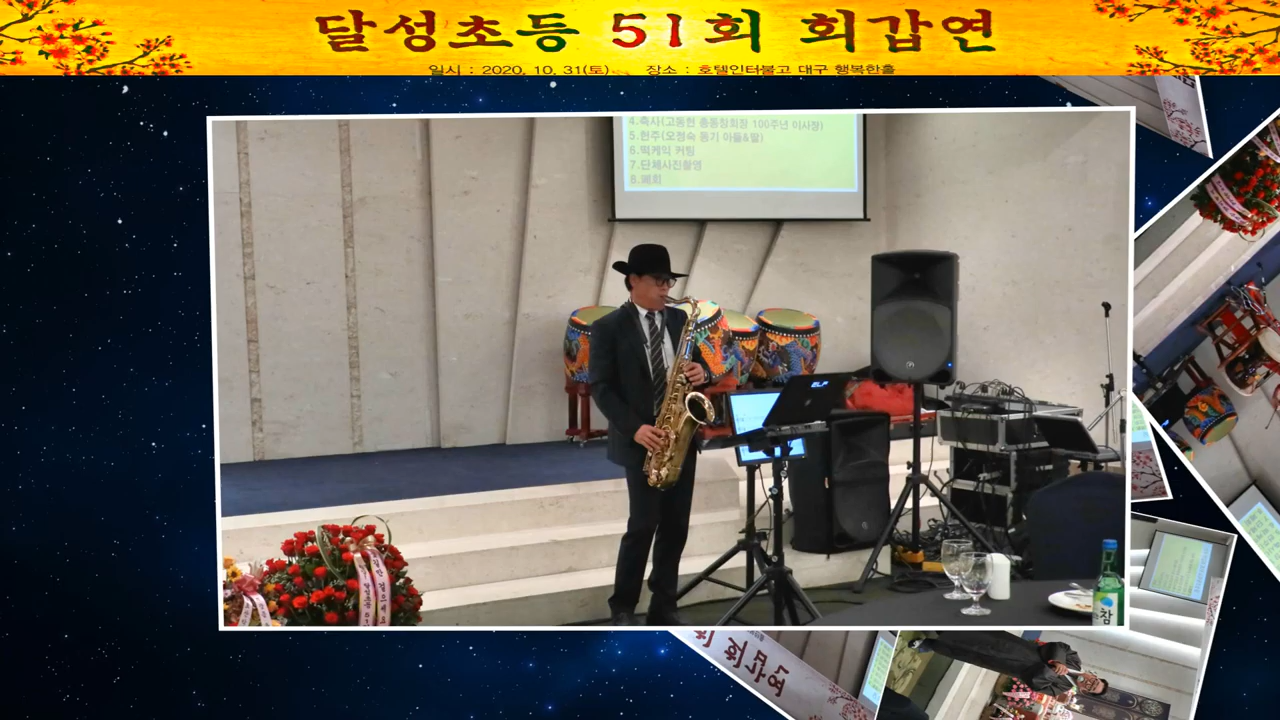 달성초등 51회 회갑연
일시 : 2020. 10. 31(토) 장소 : 호텔인터불고 대구 행복한홀
4.축사(고동현 총동창회장 100주년 이사장)
5.헌주(오정숙 동기 아들&딸)
6.떡케익 커팅
7.단체사진촬영
8.폐회
참